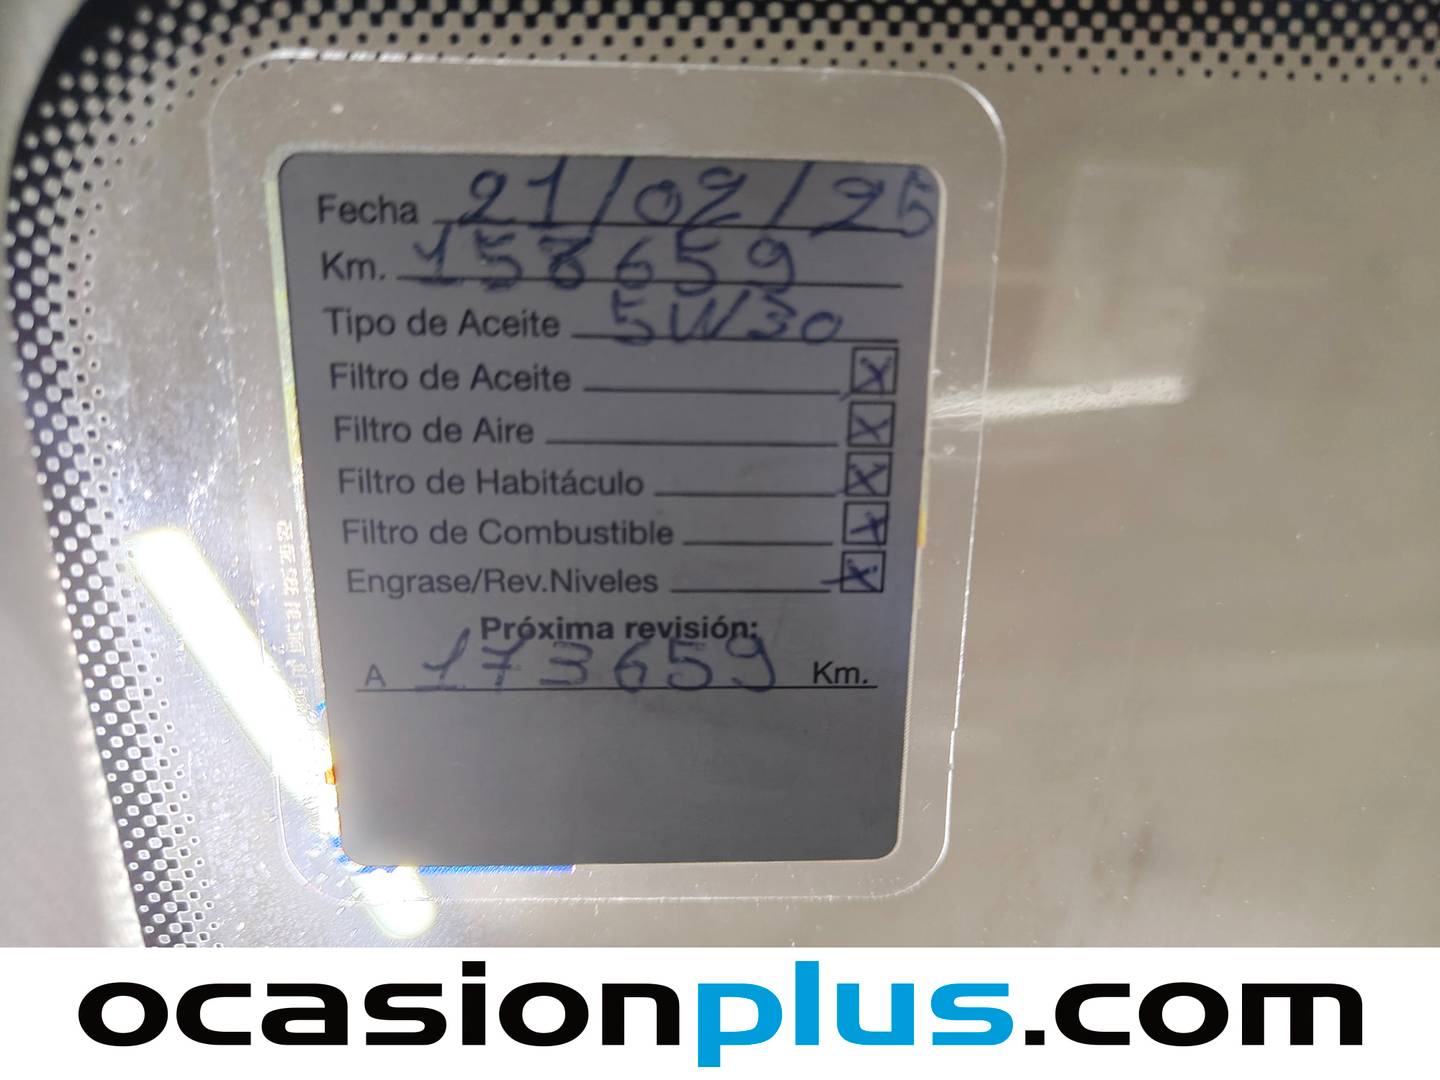 Fecha 21/02/25
Km. 158659
Tipo de Aceite 5W30
Filtro de Aceite X
Filtro de Aire X
Filtro de Habitáculo X
Filtro de Combustible X
Engrase/Rev.Niveles X
Próxima revisión:
A 173659 Km.
ocasionplus.com